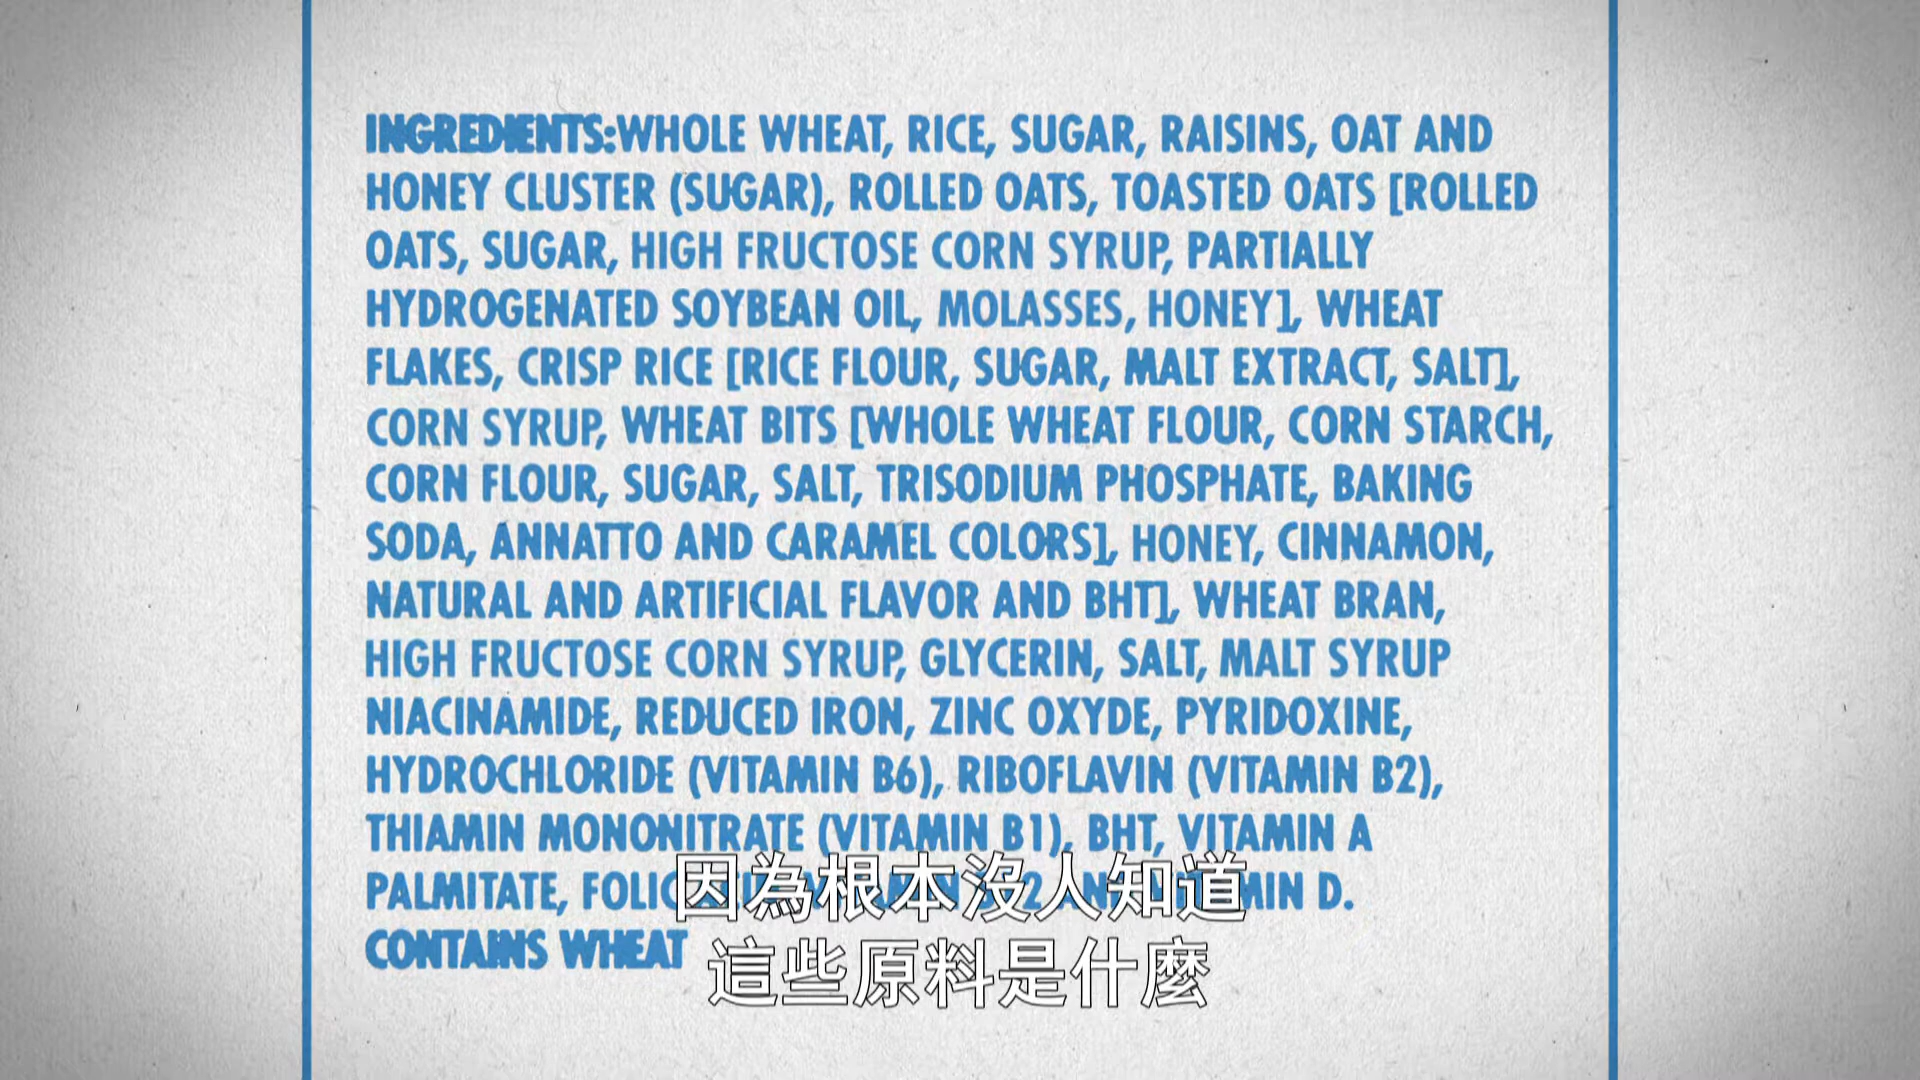 INGREDIENTS:WHOLE WHEAT, RICE, SUGAR, RAISINS, OAT AND
HONEY CLUSTER (SUGAR), ROLLED OATS, TOASTED OATS [ROLLED
OATS, SUGAR, HIGH FRUCTOSE CORN SYRUP, PARTIALLY
HYDROGENATED SOYBEAN OIL, MOLASSES, HONEY], WHEAT
FLAKES, CRISP RICE [RICE FLOUR, SUGAR, MALT EXTRACT, SALT],
CORN SYRUP, WHEAT BITS [WHOLE WHEAT FLOUR, CORN STARCH,
CORN FLOUR, SUGAR, SALT, TRISODIUM PHOSPHATE, BAKING
SODA, ANNATTO AND CARAMEL COLORS], HONEY, CINNAMON,
NATURAL AND ARTIFICIAL FLAVOR AND BHT], WHEAT BRAN,
HIGH FRUCTOSE CORN SYRUP, GLYCERIN, SALT, MALT SYRUP
NIACINAMIDE, REDUCED IRON, ZINC OXYDE, PYRIDOXINE,
HYDROCHLORIDE (VITAMIN B6), RIBOFLAVIN (VITAMIN B2),
THIAMIN MONONITRATE (VITAMIN B1), BHT, VITAMIN A
PALMITATE, FOLIC D.
CONTAINS WHEAT
因為根本沒人知道
這些原料是什麼